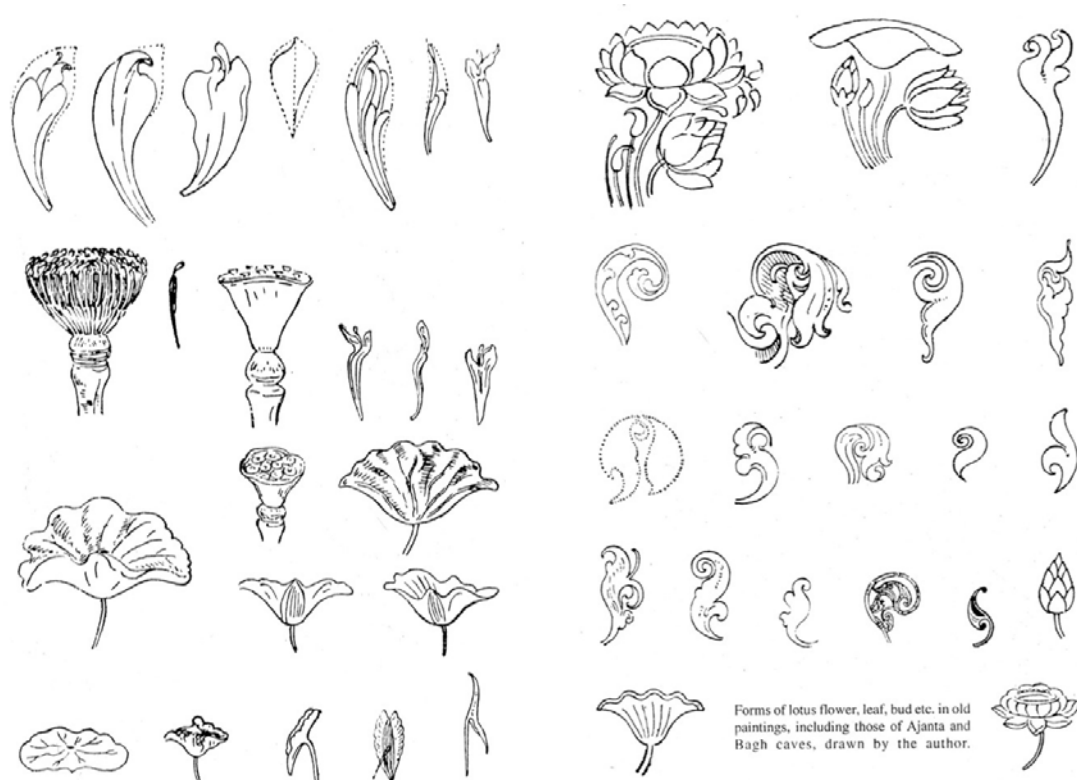 Forms of lotus flower, leaf, bud etc. in old
paintings, including those of Ajanta and
Bagh caves, drawn by the author.